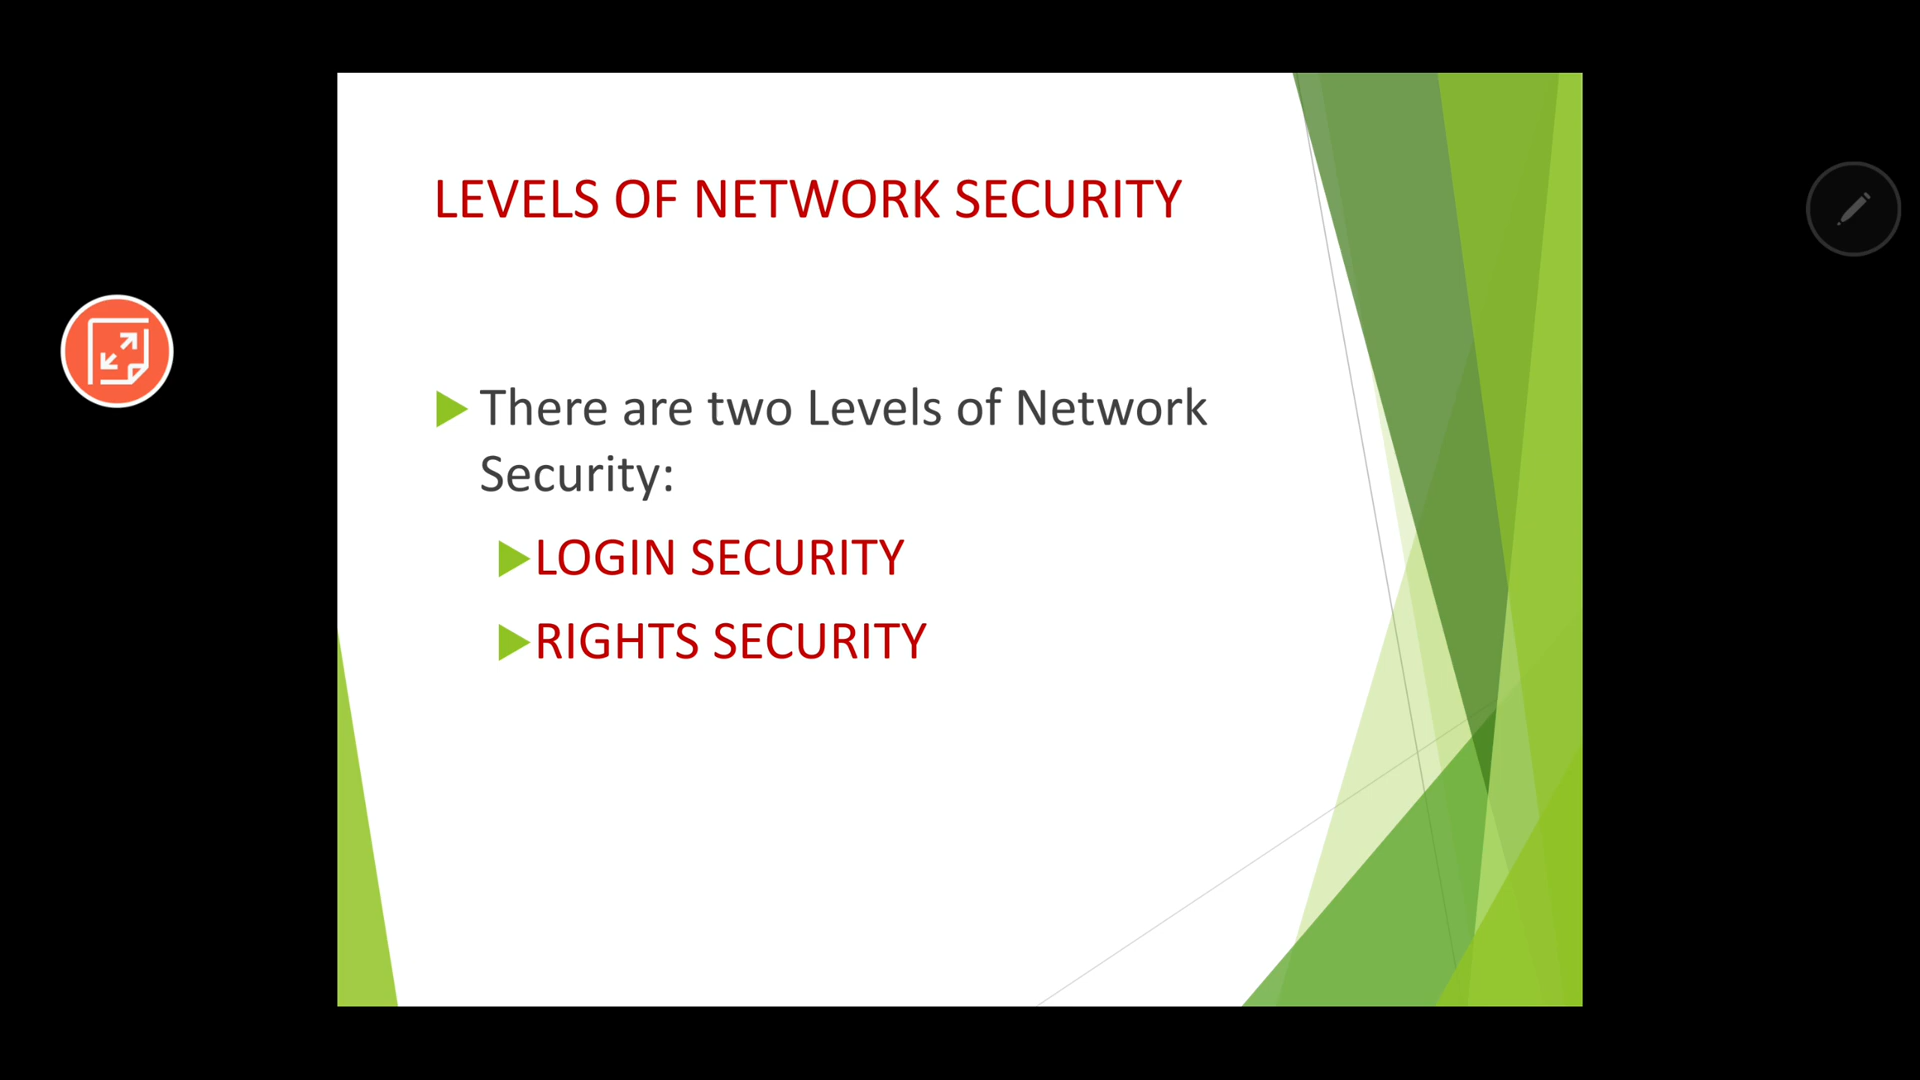 LEVELS OF NETWORK SECURITY
There are two Levels of Network
Security:
LOGIN SECURITY
RIGHTS SECURITY